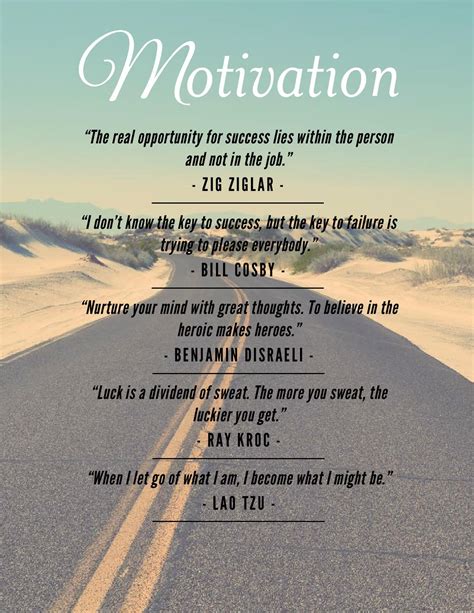 Motivation
“The real opportunity for success lies within the person
and not in the job.”
- ZIG ZIGLAR -
“I don’t know the key to success, but the key to failure is
trying to please everybody.”
- BILL COSBY -
“Nurture your mind with great thoughts. To believe in the
heroic makes heroes.”
- BENJAMIN DISRAELI -
“Luck is a dividend of sweat. The more you sweat, the
luckier you get.”
- RAY KROC -
“When I let go of what I am, I become what I might be.”
- LAO TZU -